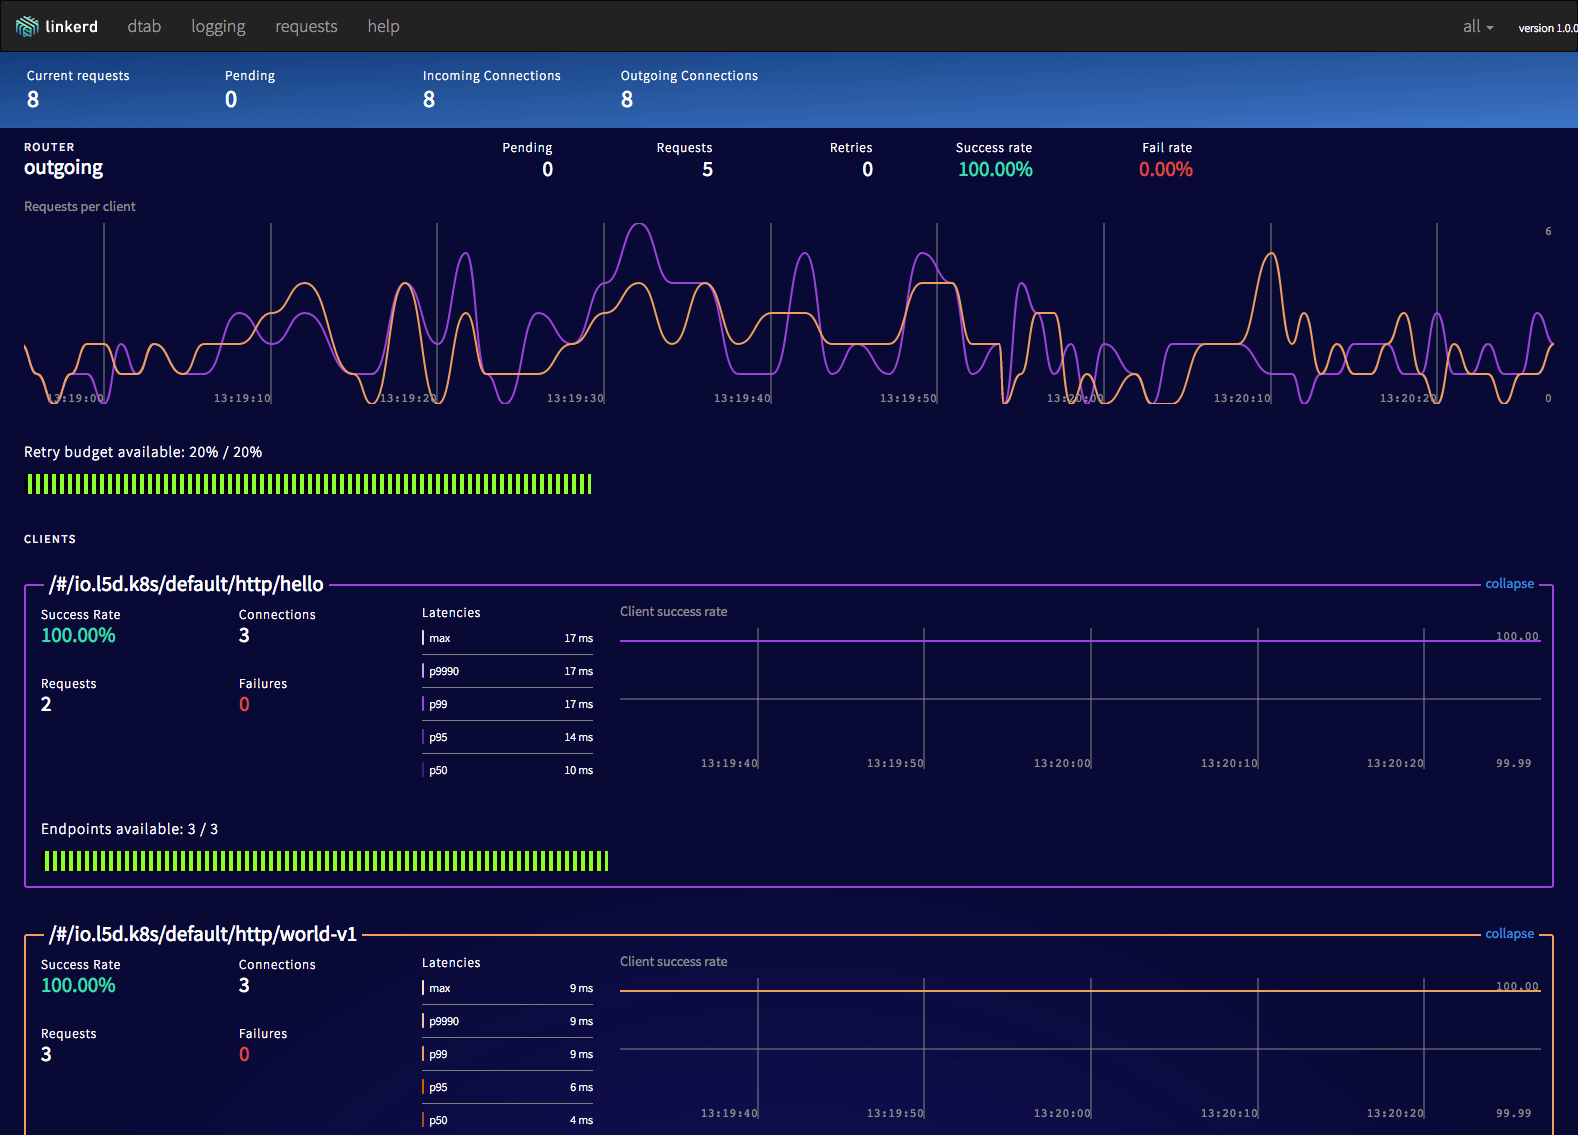 linkerd dtab logging requests help all version 1.0.0
Current requests Pending Incoming Connections Outgoing Connections
8 0 8 8
ROUTER Pending Requests Retries Success rate Fail rate
outgoing 0 5 0 100.00% 0.00%
Requests per client
6
13:19:00 13:19:10 13:19:20 13:19:30 13:19:40 13:19:50 13:20:00 13:20:10 13:20:20 0
Retry budget available: 20% / 20%
CLIENTS
/#/io.l5d.k8s/default/http/hello collapse
Success Rate Connections Latencies Client success rate
100.00% 3 max 17 ms 100.00
p9990 17 ms
Requests Failures
2 0 p99 17 ms
p95 14 ms
p50 10 ms 13:19:40 13:19:50 13:20:00 13:20:10 13:20:20 99.99
Endpoints available: 3 / 3
/#/io.l5d.k8s/default/http/world-v1 collapse
Success Rate Connections Latencies Client success rate
100.00% 3 max 9 ms 100.00
p9990 9 ms
Requests Failures
3 0 p99 9 ms
p95 6 ms
p50 4 ms 13:19:40 13:19:50 13:20:00 13:20:10 13:20:20 99.99